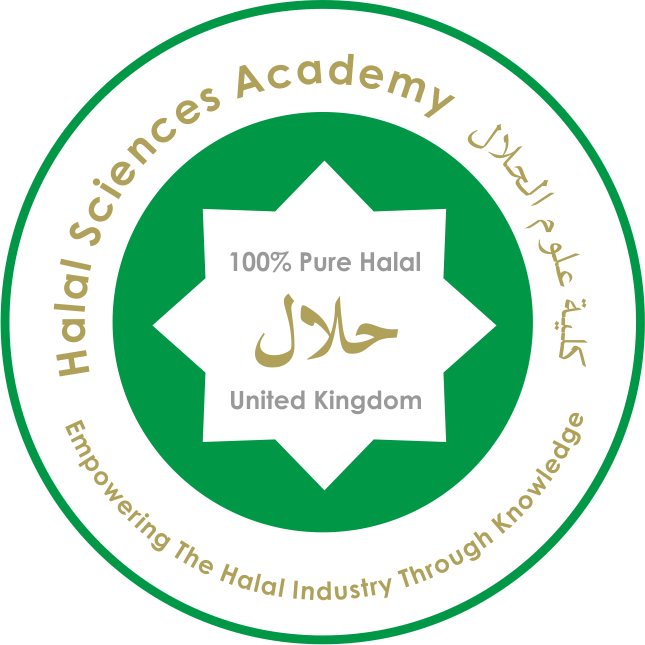 Halal Sciences Academy
كلية علوم الحلال
100% Pure Halal
حلال
United Kingdom
Empowering The Halal Industry Through Knowledge